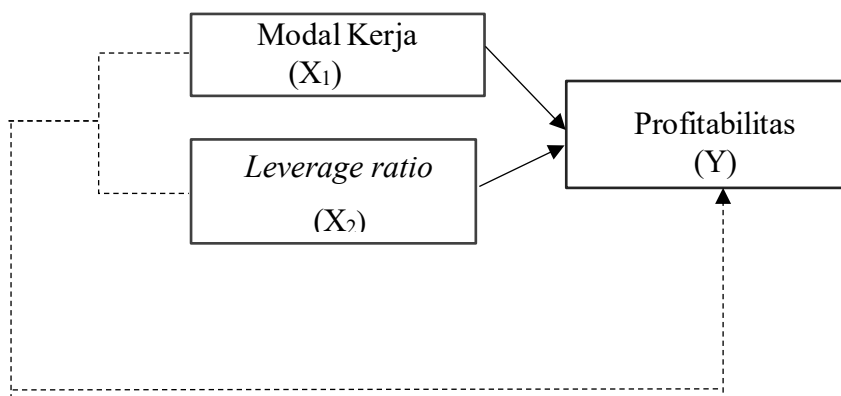 Modal Kerja
(X₁)
Leverage ratio
(X₂)
Profitabilitas
(Y)